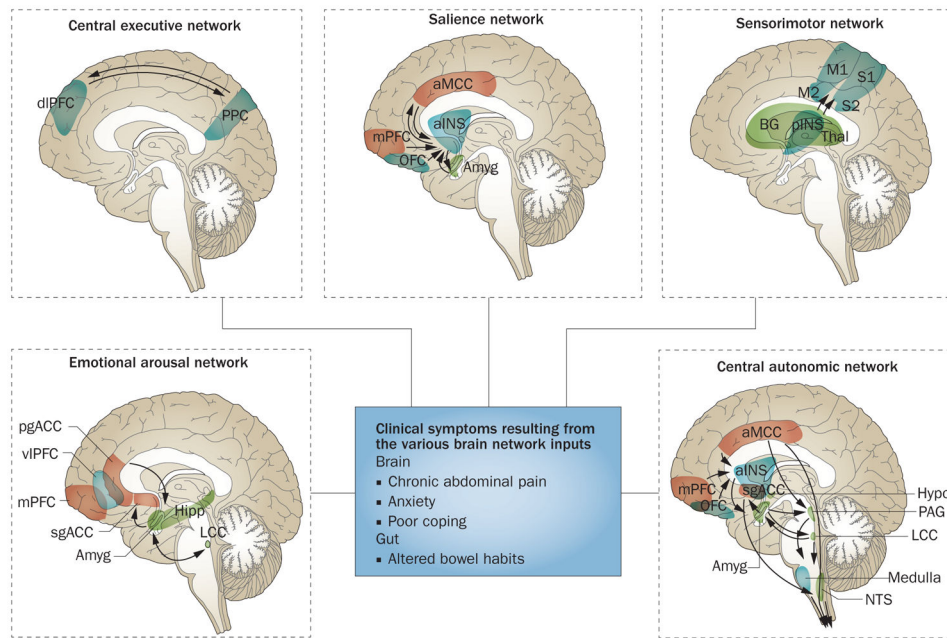 Central executive network
dlPFC
PPC
Salience network
aMCC
aINS
mPFC
OFC
Amyg
Sensorimotor network
M1
S1
M2
S2
BG
pINS
Thal
Emotional arousal network
pgACC
vlPFC
mPFC
sgACC
Amyg
Hipp
LCC
Clinical symptoms resulting from
the various brain network inputs
Brain
▪ Chronic abdominal pain
▪ Anxiety
▪ Poor coping
Gut
▪ Altered bowel habits
Central autonomic network
aMCC
aINS
mPFC
sgACC
OFC
Hypo
PAG
LCC
Amyg
Medulla
NTS